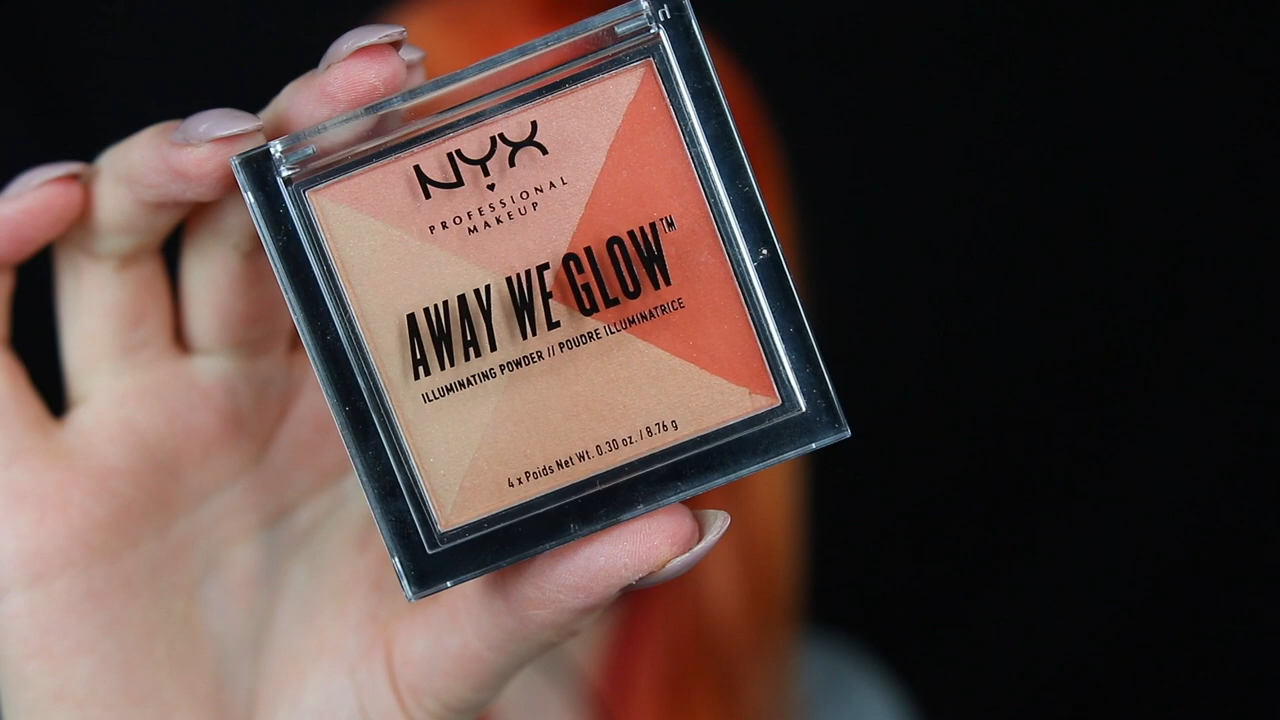 NYX
PROFESSIONAL
MAKEUP
AWAY WE GLOW™
ILLUMINATING POWDER // POUDRE ILLUMINATRICE
4 x Poids Net Wt. 0.30 oz. / 8.76 g